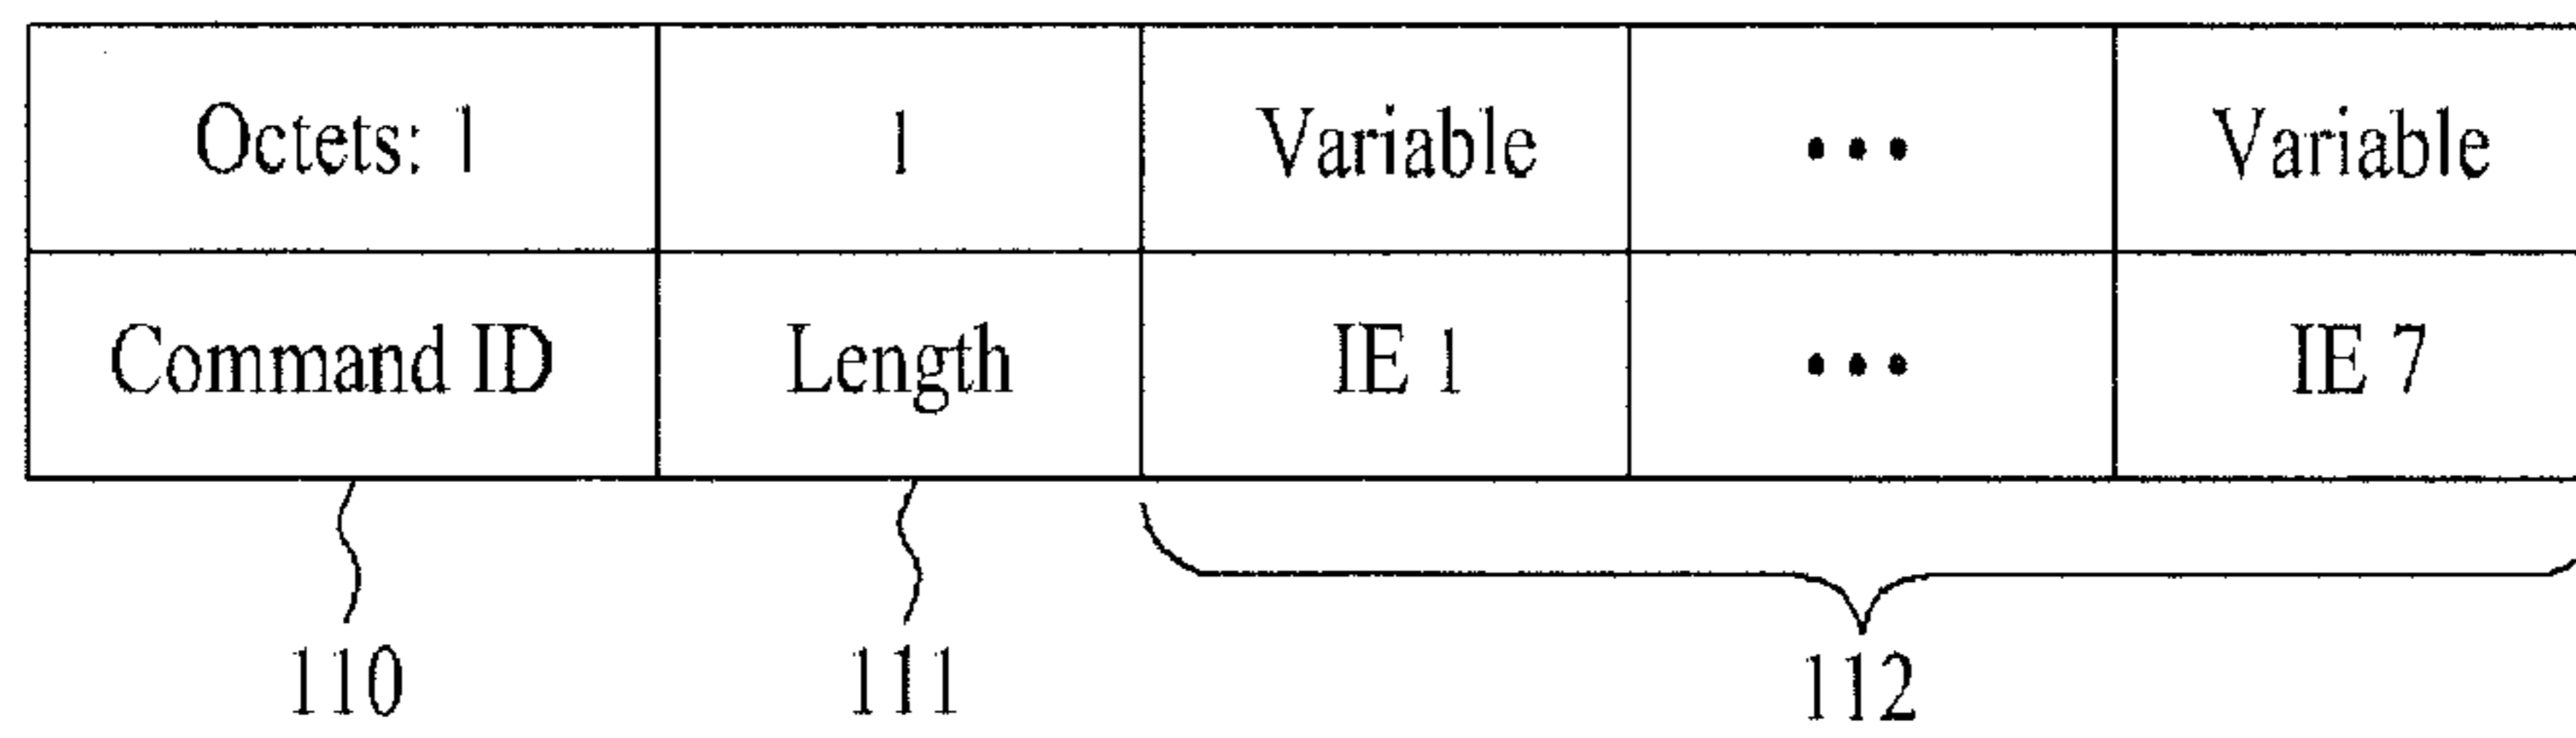 Octets: 1 1 Variable ••• Variable
Command ID Length IE 1 ••• IE 7
110 111 112